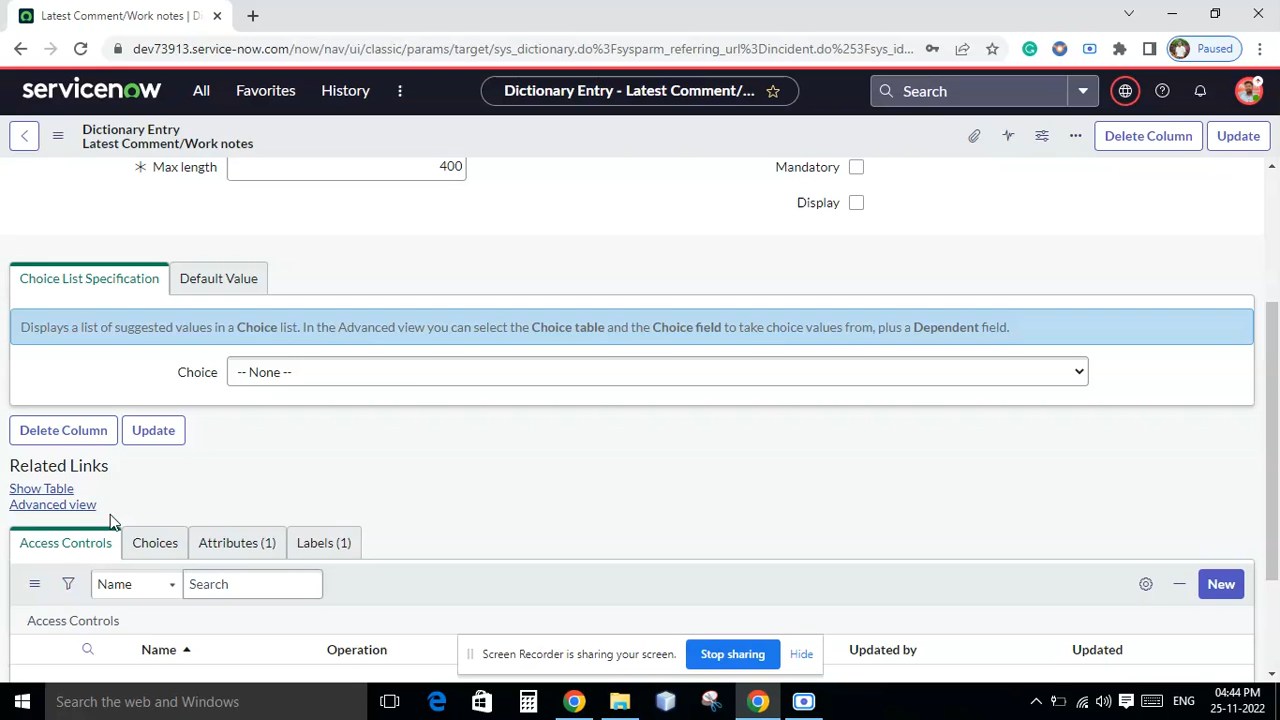 Latest Comment/Work notes | Di
dev73913.service-now.com/now/nav/ui/classic/params/target/sys_dictionary.do%3Fsysparm_referring_url%3Dincident.do%253Fsys_id...
Paused
servicenow
All
Favorites
History
Dictionary Entry - Latest Comment/...
Search
Dictionary Entry
Latest Comment/Work notes
Delete Column
Update
Max length
400
Mandatory
Display
Choice List Specification
Default Value
Displays a list of suggested values in a Choice list. In the Advanced view you can select the Choice table and the Choice field to take choice values from, plus a Dependent field.
Choice
-- None --
Delete Column
Update
Related Links
Show Table
Advanced view
Access Controls
Choices
Attributes (1)
Labels (1)
Name
Search
New
Access Controls
Name
Operation
Updated by
Updated
Screen Recorder is sharing your screen.
Stop sharing
Hide
Search the web and Windows
ENG
04:44 PM
25-11-2022